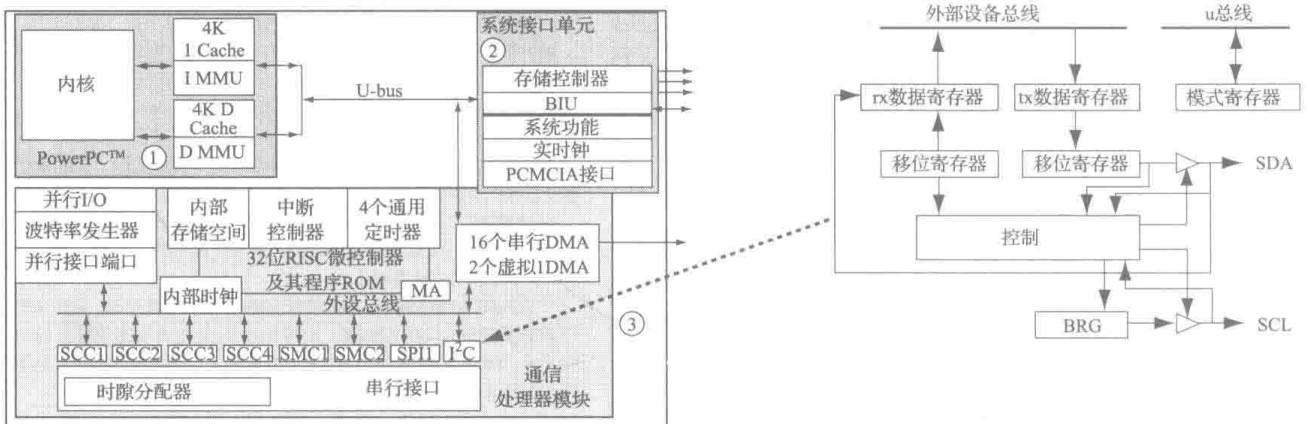 内核
4K
1 Cache
I MMU
4K D
Cache
D MMU
PowerPC™
①
U-bus
系统接口单元
②
存储控制器
BIU
系统功能
实时钟
PCMCIA接口
并行I/O
波特率发生器
并行接口端口
内部
存储空间
中断
控制器
4个通用
定时器
32位RISC微控制器
及其程序ROM
内部时钟
MA
外设总线
16个串行DMA
2个虚拟1DMA
③
SCC1
SCC2
SCC3
SCC4
SMC1
SMC2
SPI1
I²C
时隙分配器
串行接口
通信
处理器模块
外部设备总线
u总线
rx数据寄存器
tx数据寄存器
模式寄存器
移位寄存器
移位寄存器
SDA
控制
BRG
SCL